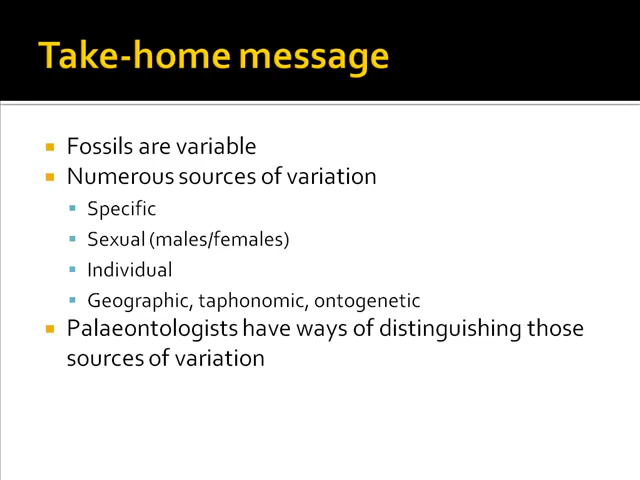 Take-home message
Fossils are variable
Numerous sources of variation
Specific
Sexual (males/females)
Individual
Geographic, taphonomic, ontogenetic
Palaeontologists have ways of distinguishing those
sources of variation